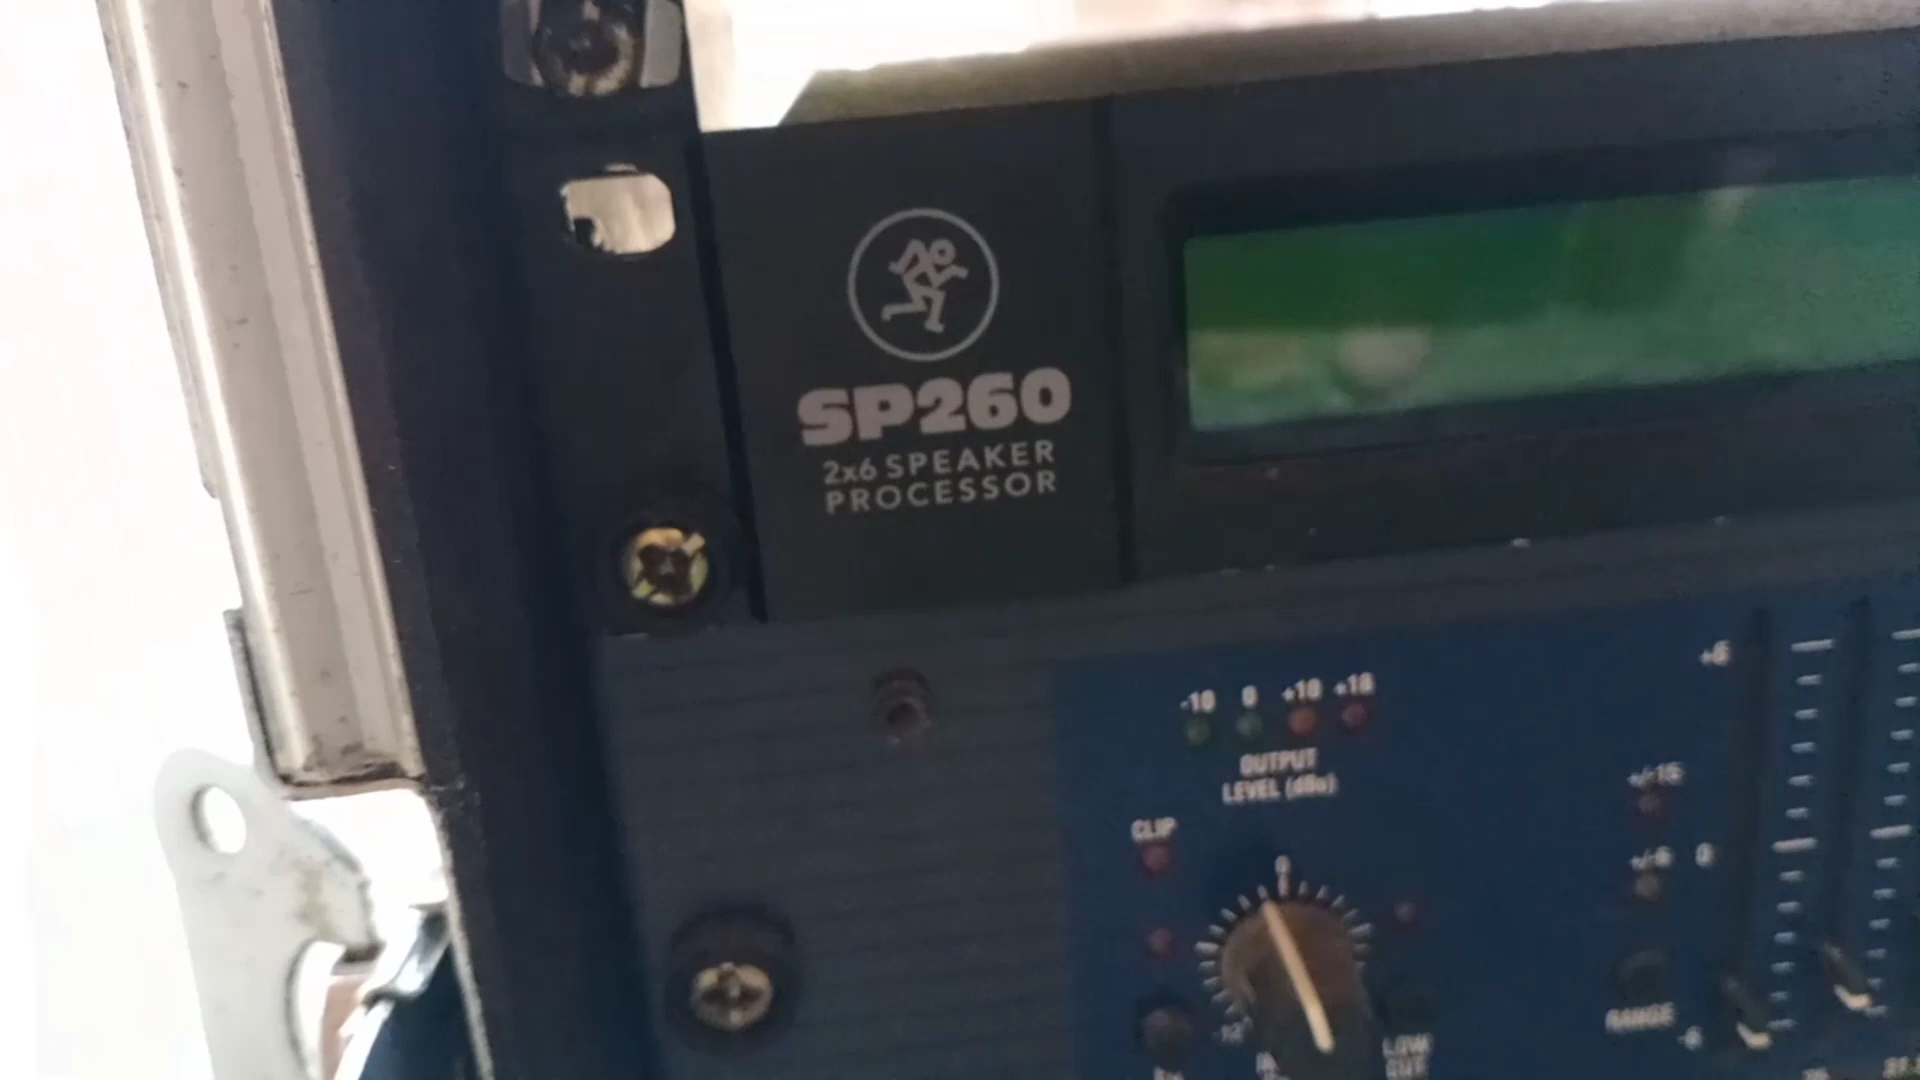 SP260
2x6 SPEAKER
PROCESSOR
-10 0 +10 +18
OUTPUT
LEVEL (dBu)
CLIP
0
+6
+/-15
+/-6 0
RANGE
-6
LOW
CUT